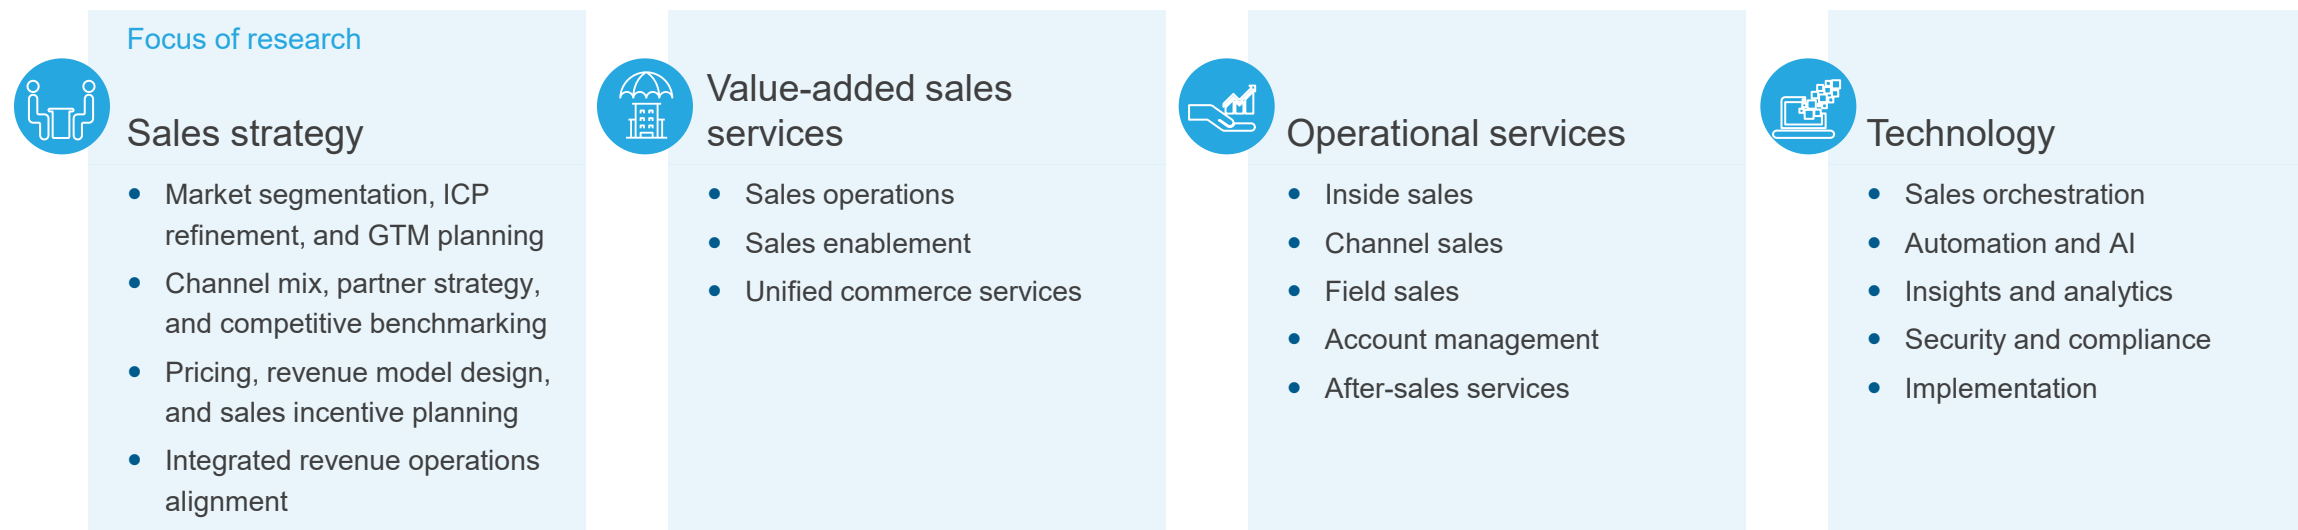 Focus of research
Sales strategy
• Market segmentation, ICP
refinement, and GTM planning
• Channel mix, partner strategy,
and competitive benchmarking
• Pricing, revenue model design,
and sales incentive planning
• Integrated revenue operations
alignment
Value-added sales
services
• Sales operations
• Sales enablement
• Unified commerce services
Operational services
• Inside sales
• Channel sales
• Field sales
• Account management
• After-sales services
Technology
• Sales orchestration
• Automation and AI
• Insights and analytics
• Security and compliance
• Implementation